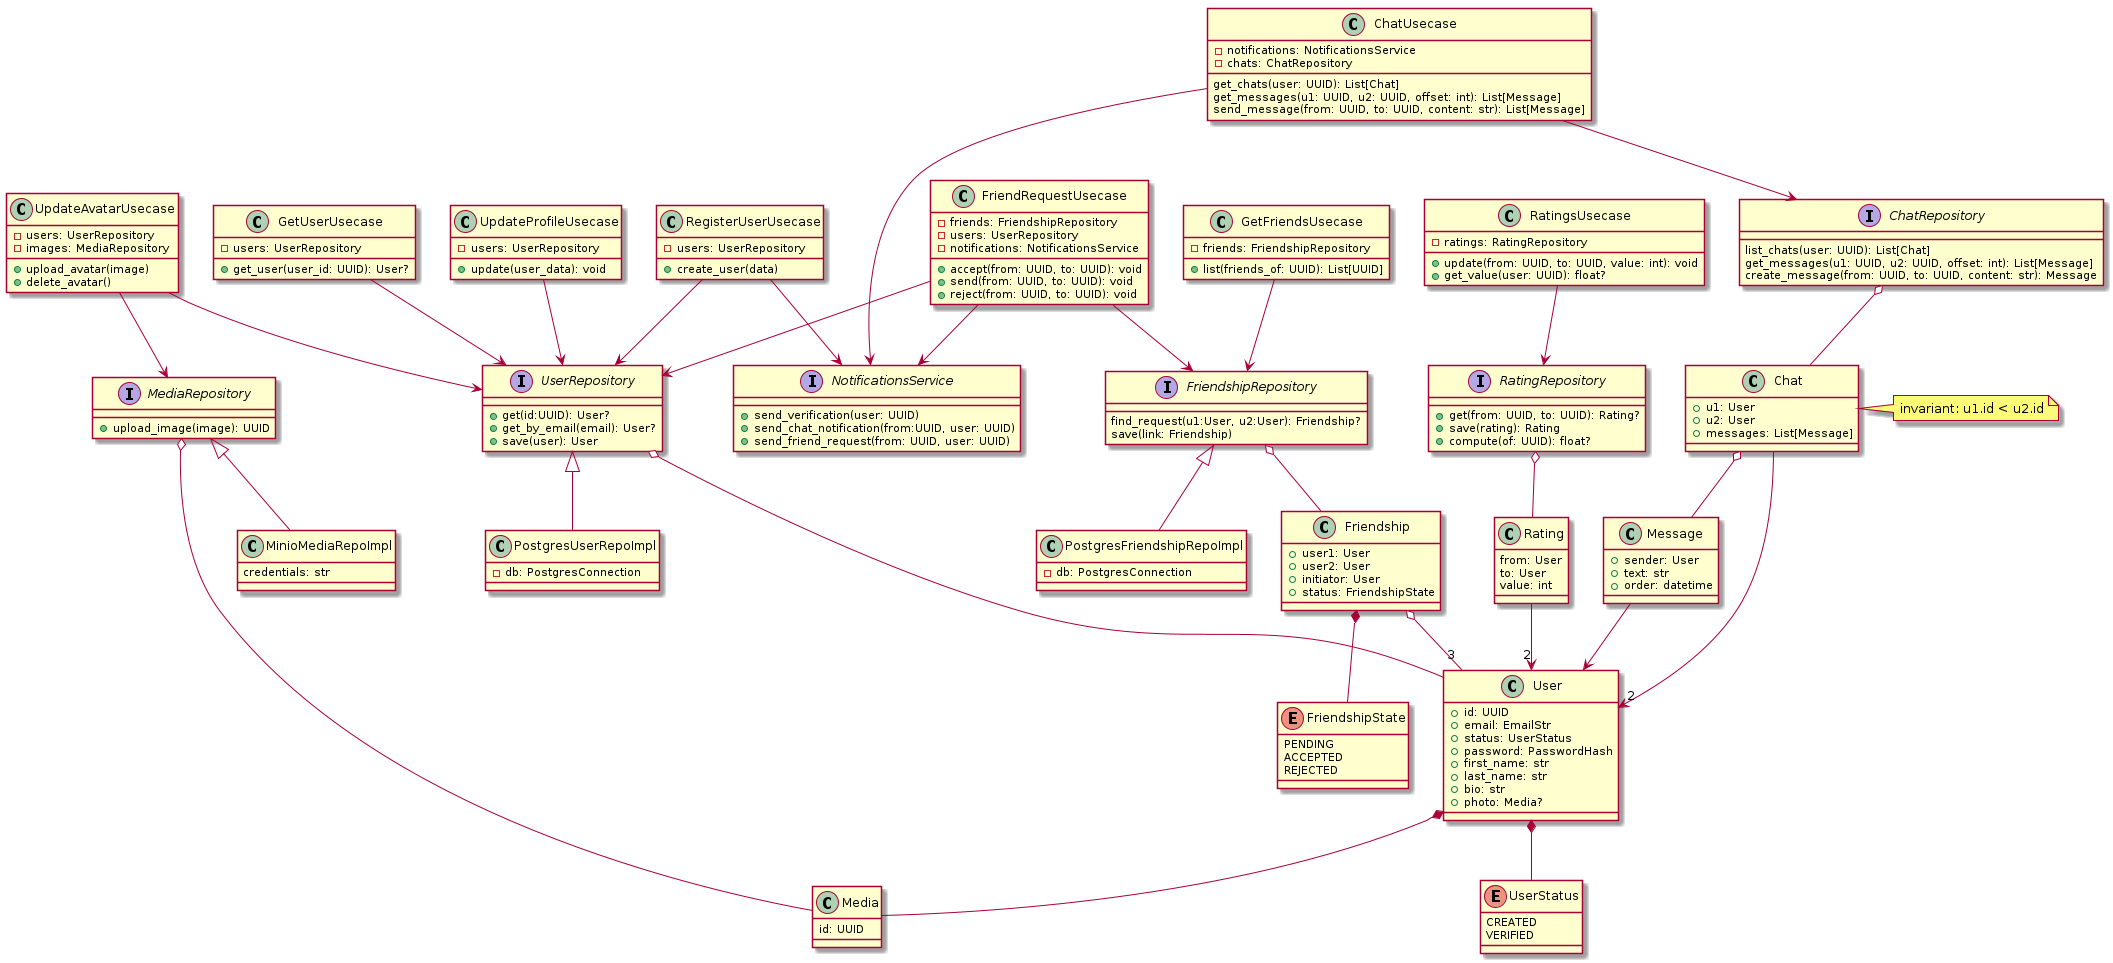 C ChatUsecase
notifications: NotificationsService
chats: ChatRepository
get_chats(user: UUID): List[Chat]
get_messages(u1: UUID, u2: UUID, offset: int): List[Message]
send_message(from: UUID, to: UUID, content: str): List[Message]
C UpdateAvatarUsecase
users: UserRepository
images: MediaRepository
upload_avatar(image)
delete_avatar()
C GetUserUsecase
users: UserRepository
get_user(user_id: UUID): User?
C UpdateProfileUsecase
users: UserRepository
update(user_data): void
C RegisterUserUsecase
users: UserRepository
create_user(data)
C FriendRequestUsecase
friends: FriendshipRepository
users: UserRepository
notifications: NotificationsService
accept(from: UUID, to: UUID): void
send(from: UUID, to: UUID): void
reject(from: UUID, to: UUID): void
C GetFriendsUsecase
friends: FriendshipRepository
list(friends_of: UUID): List[UUID]
C RatingsUsecase
ratings: RatingRepository
update(from: UUID, to: UUID, value: int): void
get_value(user: UUID): float?
I ChatRepository
list_chats(user: UUID): List[Chat]
get_messages(u1: UUID, u2: UUID, offset: int): List[Message]
create_message(from: UUID, to: UUID, content: str): Message
I MediaRepository
upload_image(image): UUID
I UserRepository
get(id:UUID): User?
get_by_email(email): User?
save(user): User
I NotificationsService
send_verification(user: UUID)
send_chat_notification(from:UUID, user: UUID)
send_friend_request(from: UUID, user: UUID)
I FriendshipRepository
find_request(u1:User, u2:User): Friendship?
save(link: Friendship)
I RatingRepository
get(from: UUID, to: UUID): Rating?
save(rating): Rating
compute(of: UUID): float?
C Chat
u1: User
u2: User
messages: List[Message]
invariant: u1.id < u2.id
C MinioMediaRepoImpl
credentials: str
C PostgresUserRepoImpl
db: PostgresConnection
C PostgresFriendshipRepoImpl
db: PostgresConnection
C Friendship
user1: User
user2: User
initiator: User
status: FriendshipState
C Rating
from: User
to: User
value: int
C Message
sender: User
text: str
order: datetime
3
2
2
E FriendshipState
PENDING
ACCEPTED
REJECTED
C User
id: UUID
email: EmailStr
status: UserStatus
password: PasswordHash
first_name: str
last_name: str
bio: str
photo: Media?
C Media
id: UUID
E UserStatus
CREATED
VERIFIED